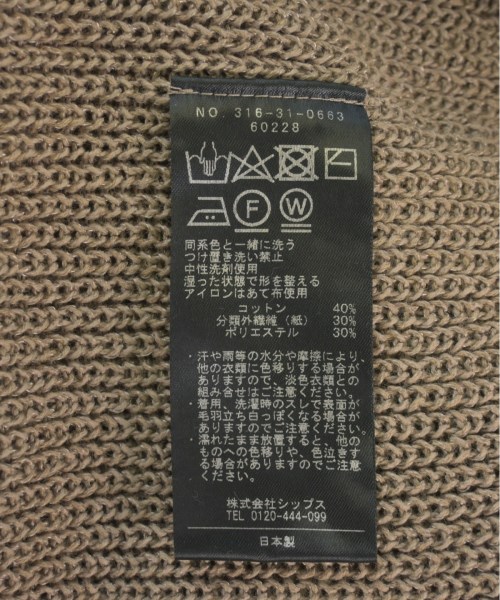 NO. 316-31-0663
60228
F W
同系色と一緒に洗う
つけ置き洗い禁止
中性洗剤使用
湿った状態で形を整える
アイロンはあて布使用
コットン 40%
分類外繊維(紙) 30%
ポリエステル 30%
・汗や雨等の水分や摩擦により、
他の衣類に色移りする場合が
ありますので、淡色衣類との
組み合せはご注意ください。
・着用、洗濯時のスレで表面が
毛羽立ち白っぽくなる場合が
ありますのでご注意ください。
・濡れたまま放置すると、他の
ものへの色移りや、色泣きす
る場合がありますのでご注意
ください。
株式会社シップス
TEL 0120-444-099
日本製